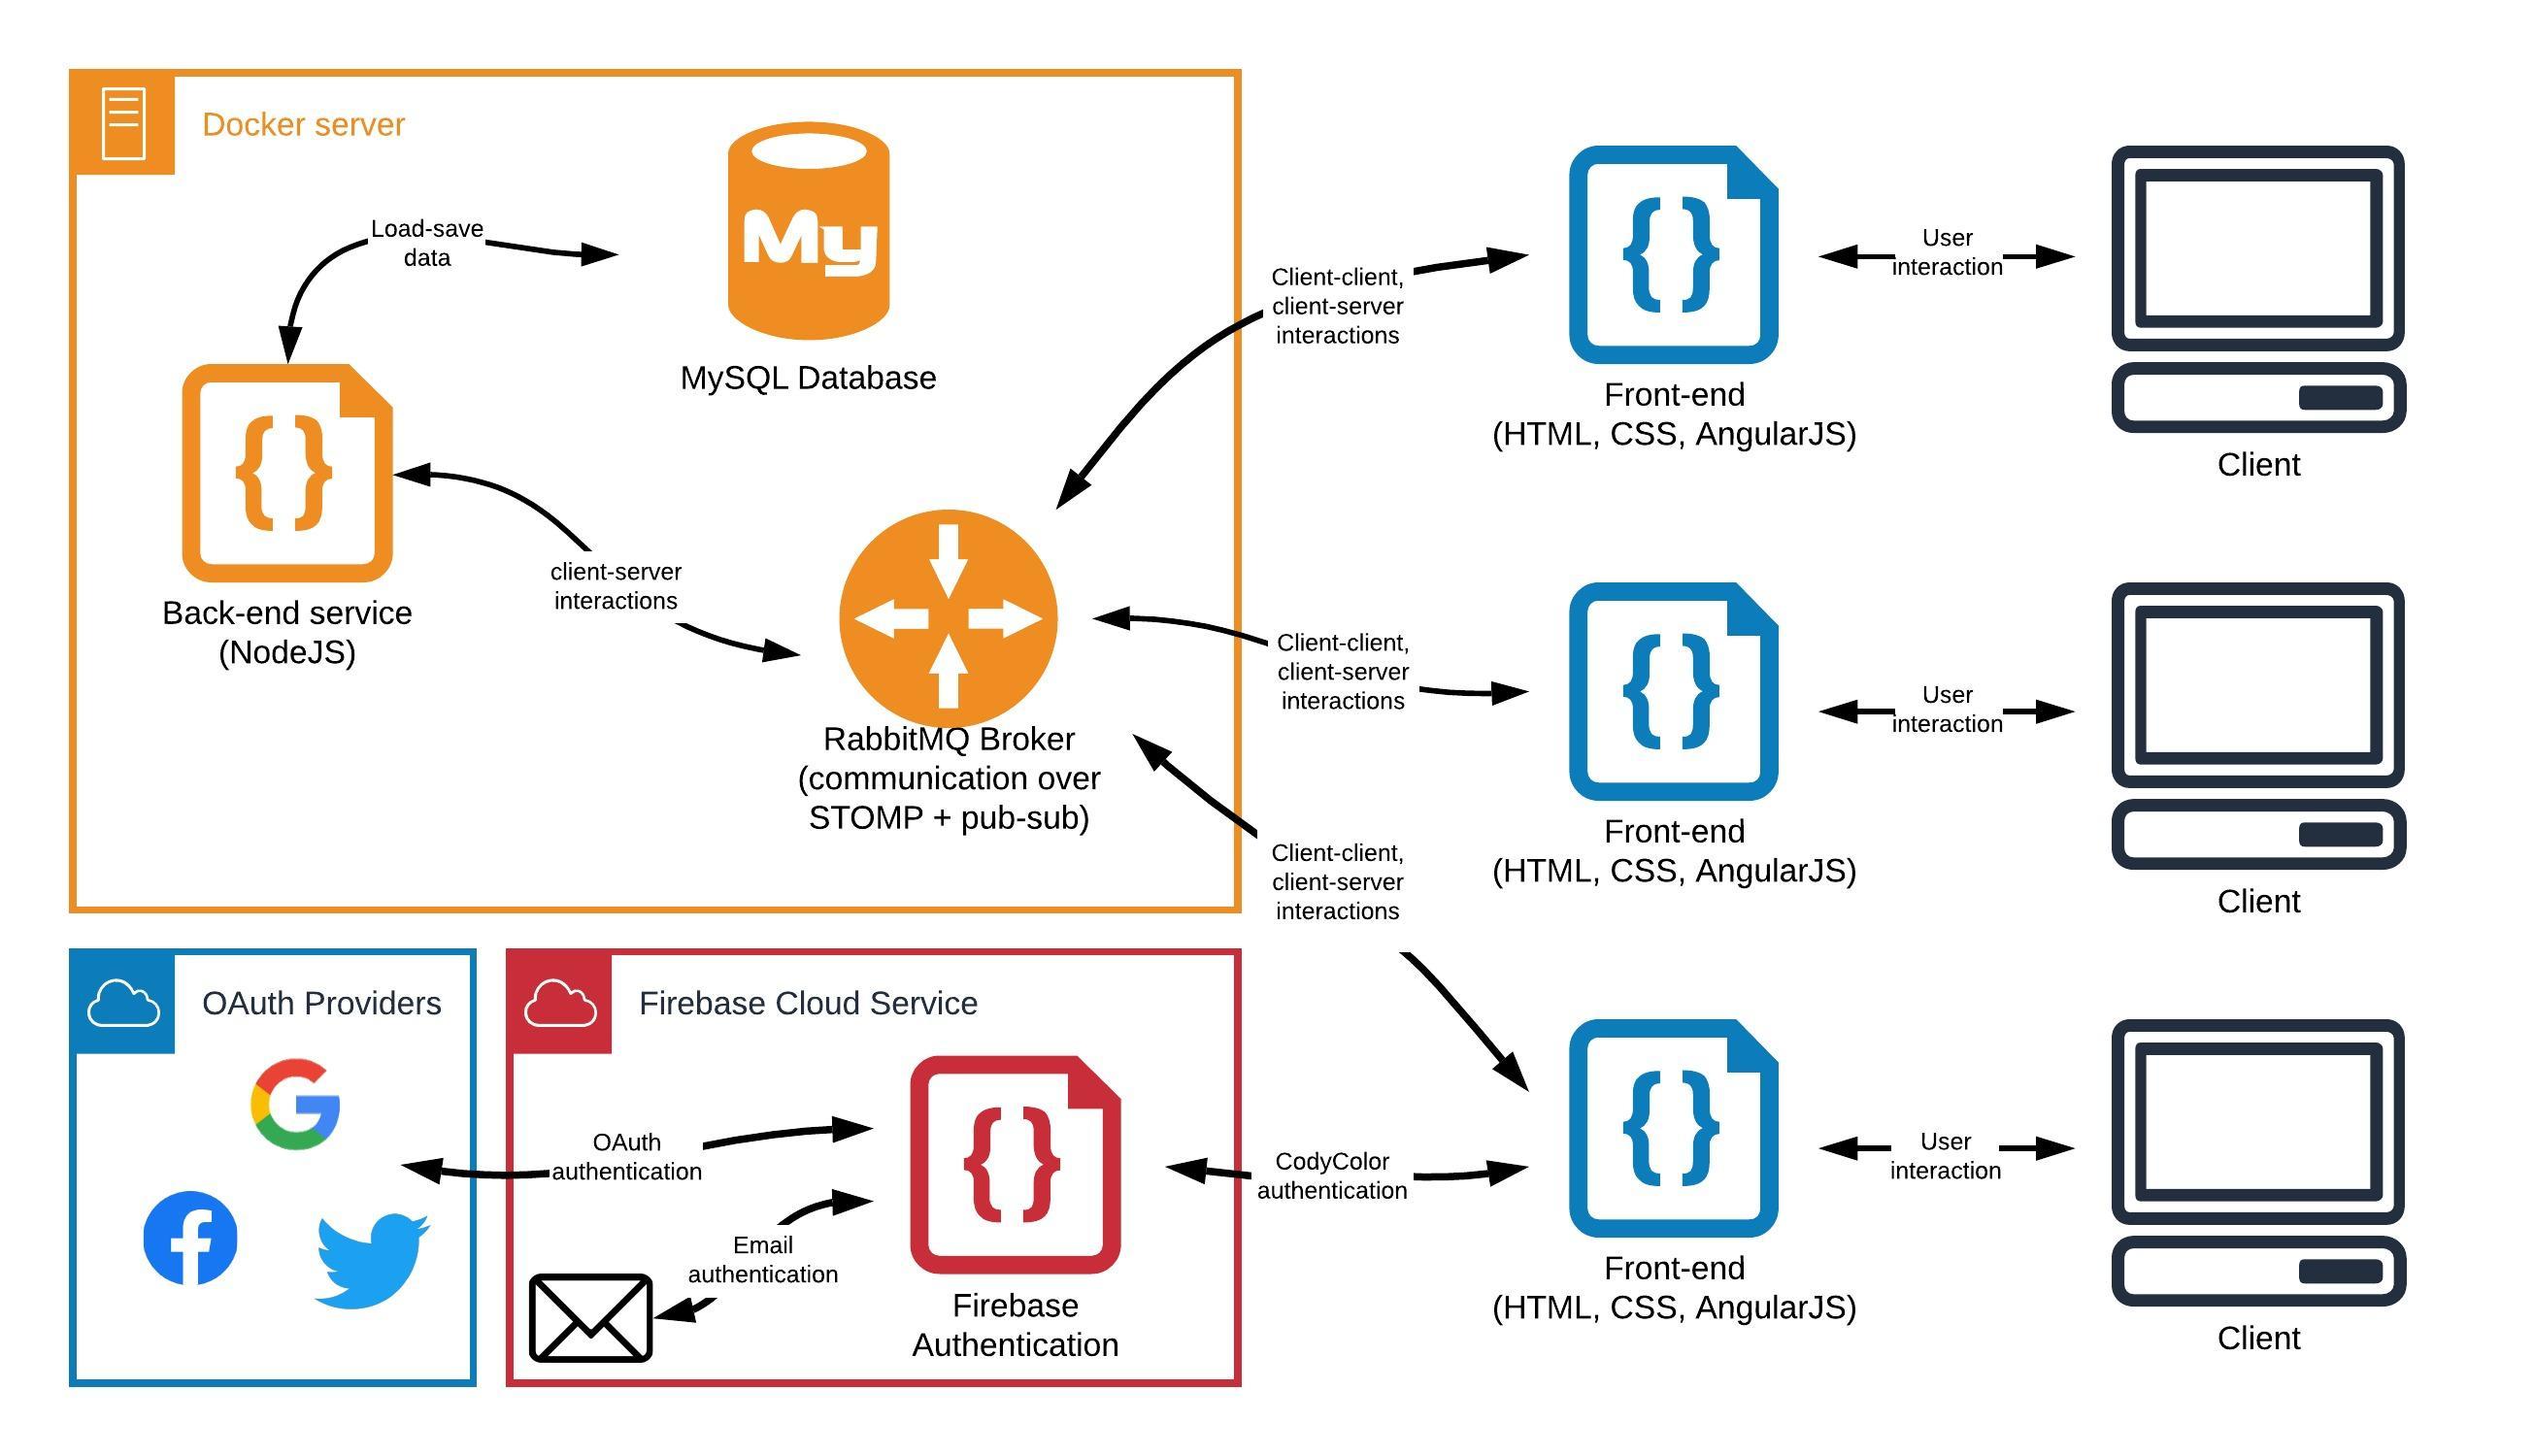 Docker server
Load-save
data
My
MySQL Database
Back-end service
(NodeJS)
client-server
interactions
RabbitMQ Broker
(communication over
STOMP + pub-sub)
Client-client,
client-server
interactions
Front-end
(HTML, CSS, AngularJS)
User
interaction
Client
Client-client,
client-server
interactions
Front-end
(HTML, CSS, AngularJS)
User
interaction
Client
Client-client,
client-server
interactions
OAuth Providers
Firebase Cloud Service
OAuth
authentication
Email
authentication
Firebase
Authentication
CodyColor
authentication
Front-end
(HTML, CSS, AngularJS)
User
interaction
Client